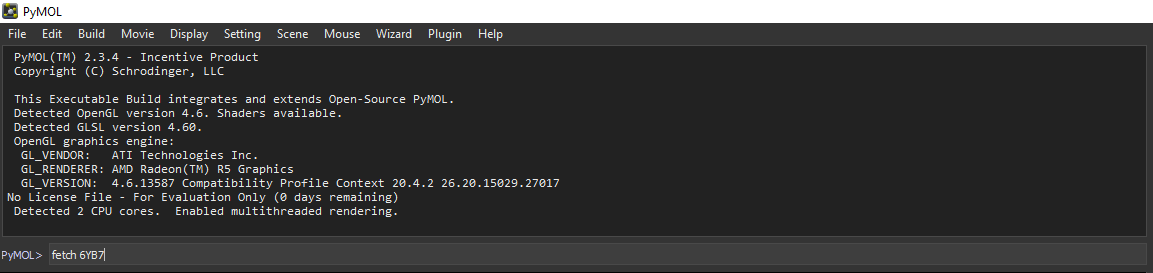 PyMOL
File Edit Build Movie Display Setting Scene Mouse Wizard Plugin Help
PyMOL(TM) 2.3.4 - Incentive Product
Copyright (C) Schrodinger, LLC
This Executable Build integrates and extends Open-Source PyMOL.
Detected OpenGL version 4.6. Shaders available.
Detected GLSL version 4.60.
OpenGL graphics engine:
GL_VENDOR: ATI Technologies Inc.
GL_RENDERER: AMD Radeon(TM) R5 Graphics
GL_VERSION: 4.6.13587 Compatibility Profile Context 20.4.2 26.20.15029.27017
No License File - For Evaluation Only (0 days remaining)
Detected 2 CPU cores. Enabled multithreaded rendering.
PyMOL> fetch 6YB7